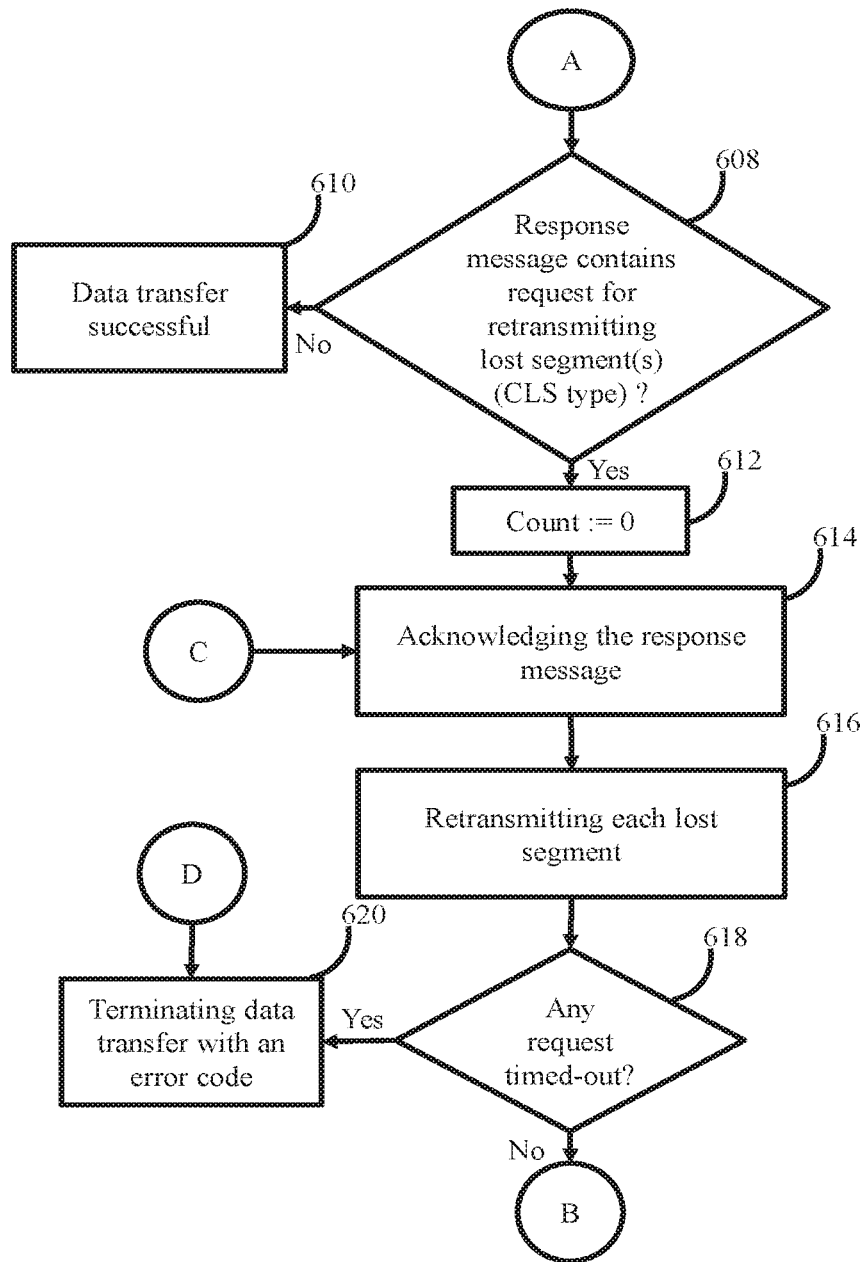 A
608
Response
message contains
request for
retransmitting
lost segment(s)
(CLS type) ?
610
Data transfer
successful
No
Yes
612
Count := 0
614
Acknowledging the response
message
C
616
Retransmitting each lost
segment
D
620
Terminating data
transfer with an
error code
Yes
618
Any
request
timed-out?
No
B